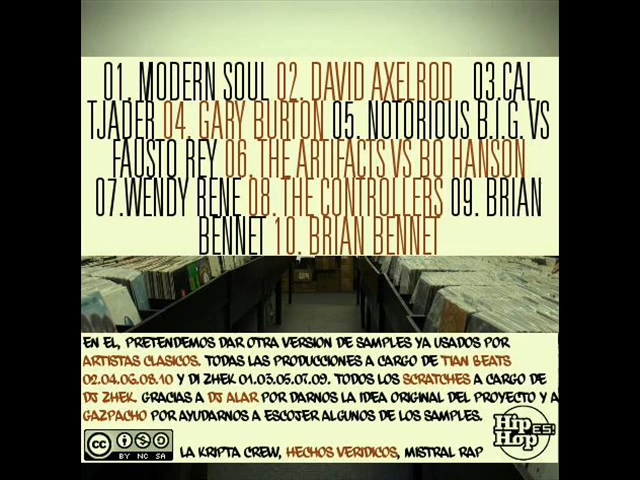 01. MODERN SOUL 02. DAVID AXELROD 03.CAL
TJADER 04. GARY BURTON 05. NOTORIOUS B.I.G. VS
FAUSTO REY 06. THE ARTIFACTS VS BO HANSON
07.WENDY RENE 08. THE CONTROLLERS 09. BRIAN
BENNET 10. BRIAN BENNET
EN EL, PRETENDEMOS DAR OTRA VERSION DE SAMPLES YA USADOS POR
ARTISTAS CLASICOS. TODAS LAS PRODUCCIONES A CARGO DE TIAN BEATS
02.04.06.08.10 Y DJ ZHEK 01.03.05.07.09. TODOS LOS SCRATCHES A CARGO DE
DJ ZHEK. GRACIAS A DJ ALAR POR DARNOS LA IDEA ORIGINAL DEL PROYECTO Y A
GAZPACHO POR AYUDARNOS A ESCOJER ALGUNOS DE LOS SAMPLES.
Hip ES!
Hop
cc
BY NC SA
LA KRIPTA CREW, HECHOS VERIDICOS, MISTRAL RAP